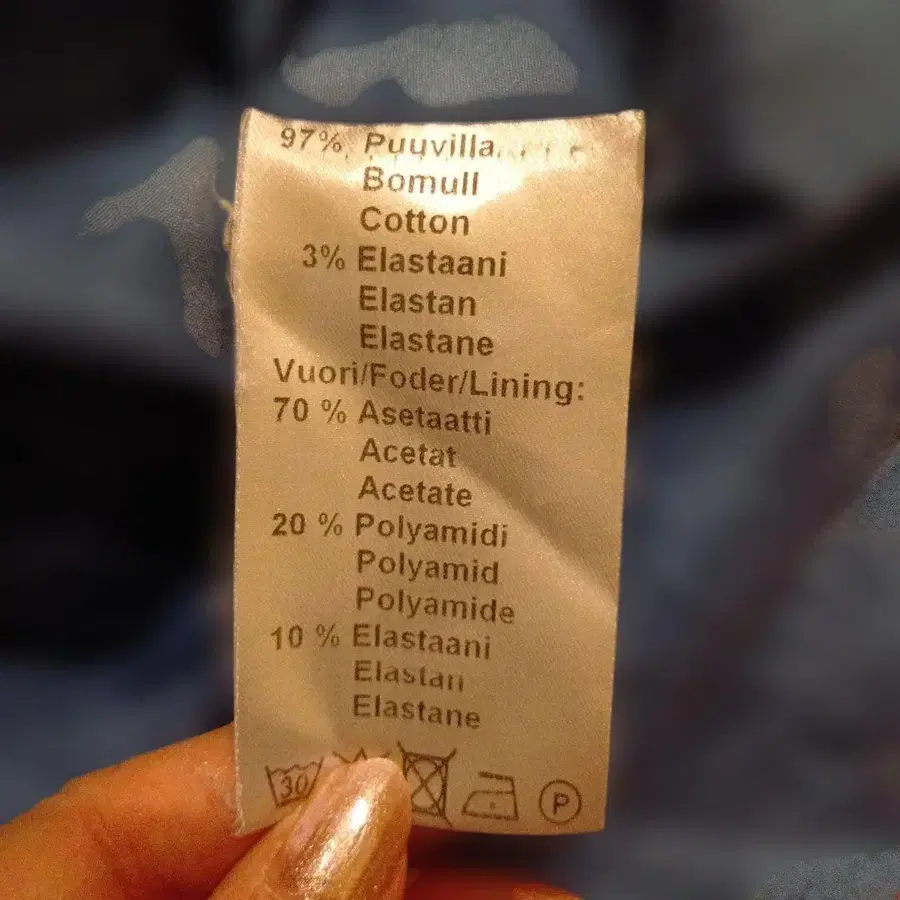 97% Puuvilla
Bomull
Cotton
3% Elastaani
Elastan
Elastane
Vuori/Foder/Lining:
70 % Asetaatti
Acetat
Acetate
20 % Polyamidi
Polyamid
Polyamide
10 % Elastaani
Elastan
Elastane
30 P